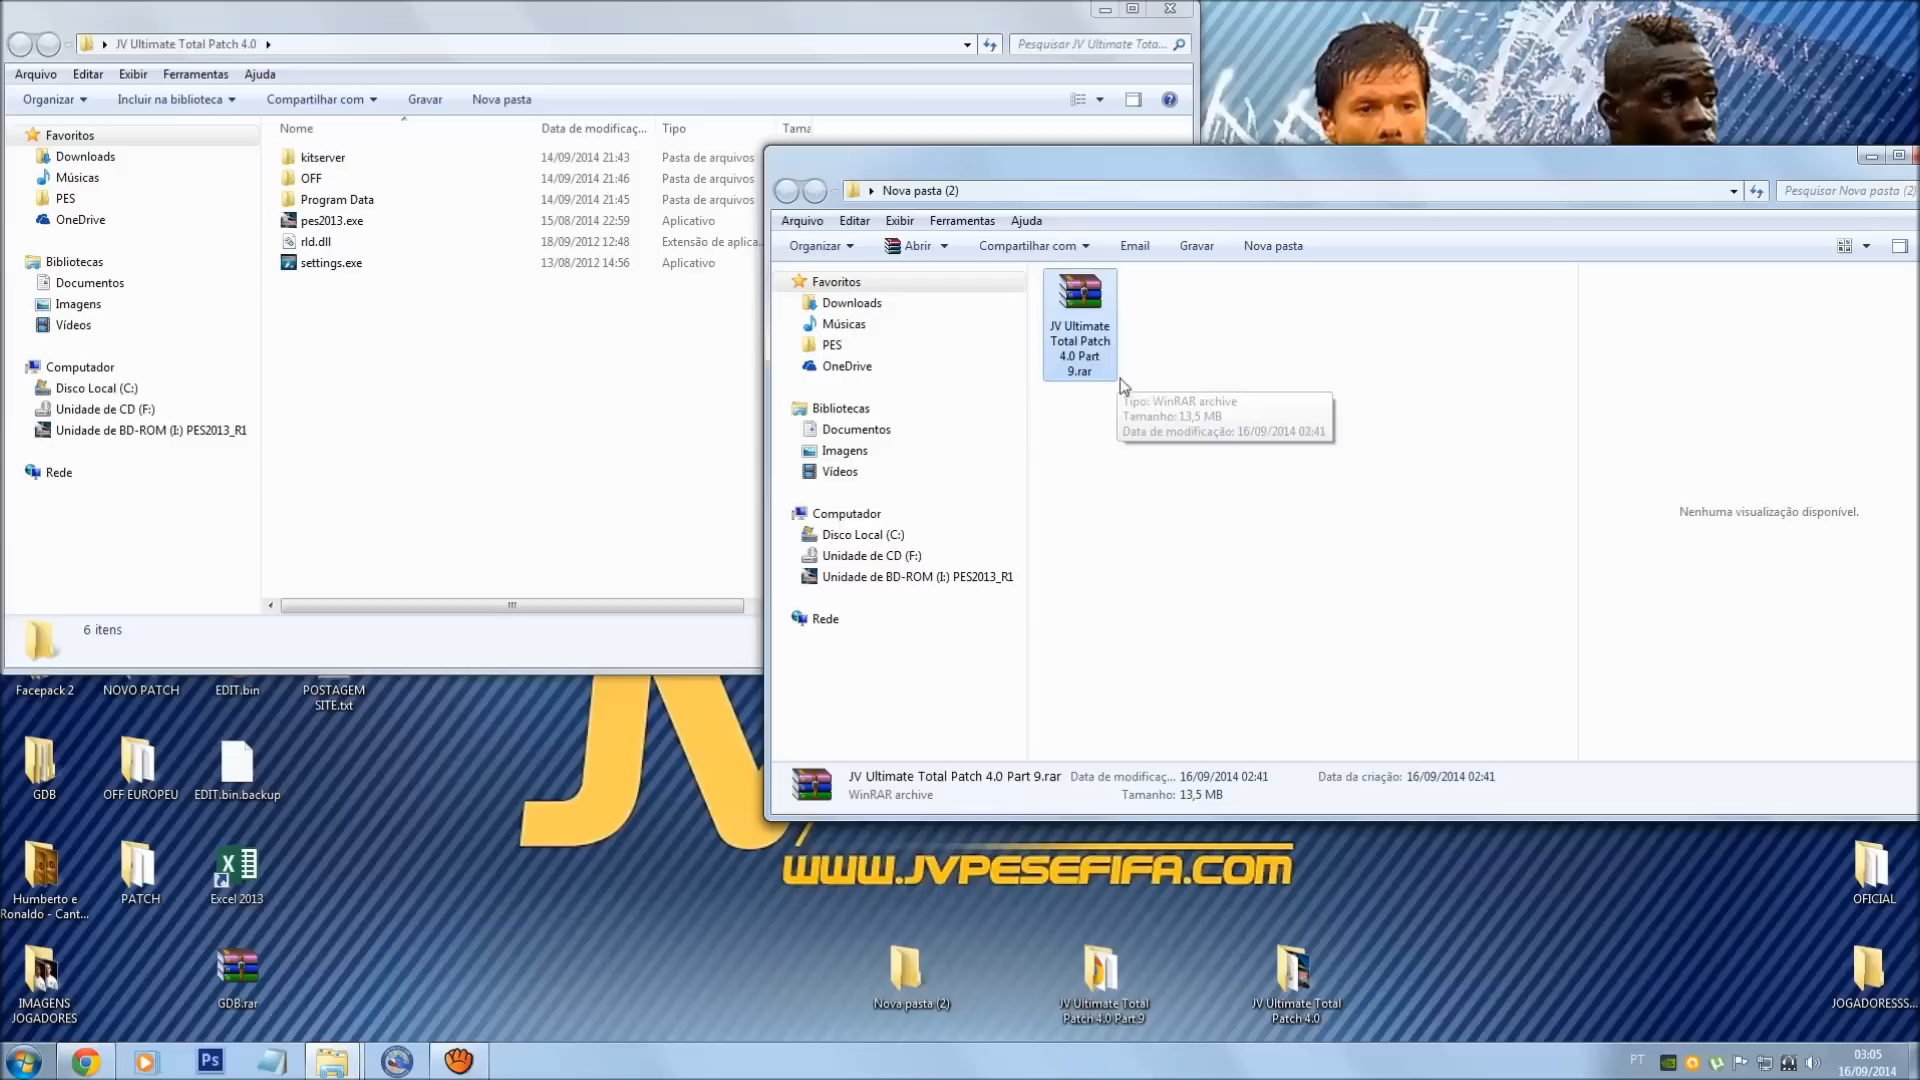 JV Ultimate Total Patch 4.0
Pesquisar JV Ultimate Tota...
Arquivo Editar Exibir Ferramentas Ajuda
Organizar Incluir na biblioteca Compartilhar com Gravar Nova pasta
Nome Data de modificaç... Tipo Tama
Favoritos
Downloads
Músicas
PES
OneDrive
Bibliotecas
Documentos
Imagens
Vídeos
Computador
Disco Local (C:)
Unidade de CD (F:)
Unidade de BD-ROM (I:) PES2013_R1
Rede
kitserver 14/09/2014 21:43 Pasta de arquivos
OFF 14/09/2014 21:46 Pasta de arquivos
Program Data 14/09/2014 21:45 Pasta de arquivos
pes2013.exe 15/08/2014 22:59 Aplicativo
rld.dll 18/09/2012 12:48 Extensão de aplica...
settings.exe 13/08/2012 14:56 Aplicativo
6 itens
Nova pasta (2)
Pesquisar Nova pasta (2)
Arquivo Editar Exibir Ferramentas Ajuda
Organizar Abrir Compartilhar com Email Gravar Nova pasta
Favoritos
Downloads
Músicas
PES
OneDrive
Bibliotecas
Documentos
Imagens
Vídeos
Computador
Disco Local (C:)
Unidade de CD (F:)
Unidade de BD-ROM (I:) PES2013_R1
Rede
JV Ultimate
Total Patch
4.0 Part
9.rar
Tipo: WinRAR archive
Tamanho: 13,5 MB
Data de modificação: 16/09/2014 02:41
Nenhuma visualização disponível.
JV Ultimate Total Patch 4.0 Part 9.rar Data de modificaç... 16/09/2014 02:41 Data da criação: 16/09/2014 02:41
WinRAR archive Tamanho: 13,5 MB
Facepack 2
NOVO PATCH
EDIT.bin
POSTAGEM
SITE.txt
GDB
OFF EUROPEU
EDIT.bin.backup
JV
WWW.JVPESEFIFA.COM
Humberto e
Ronaldo - Cant...
PATCH
Excel 2013
OFICIAL
IMAGENS
JOGADORES
GDB.rar
Nova pasta (2)
JV Ultimate Total
Patch 4.0 Part 9
JV Ultimate Total
Patch 4.0
JOGADORESSS...
Ps
PT
03:05
16/09/2014